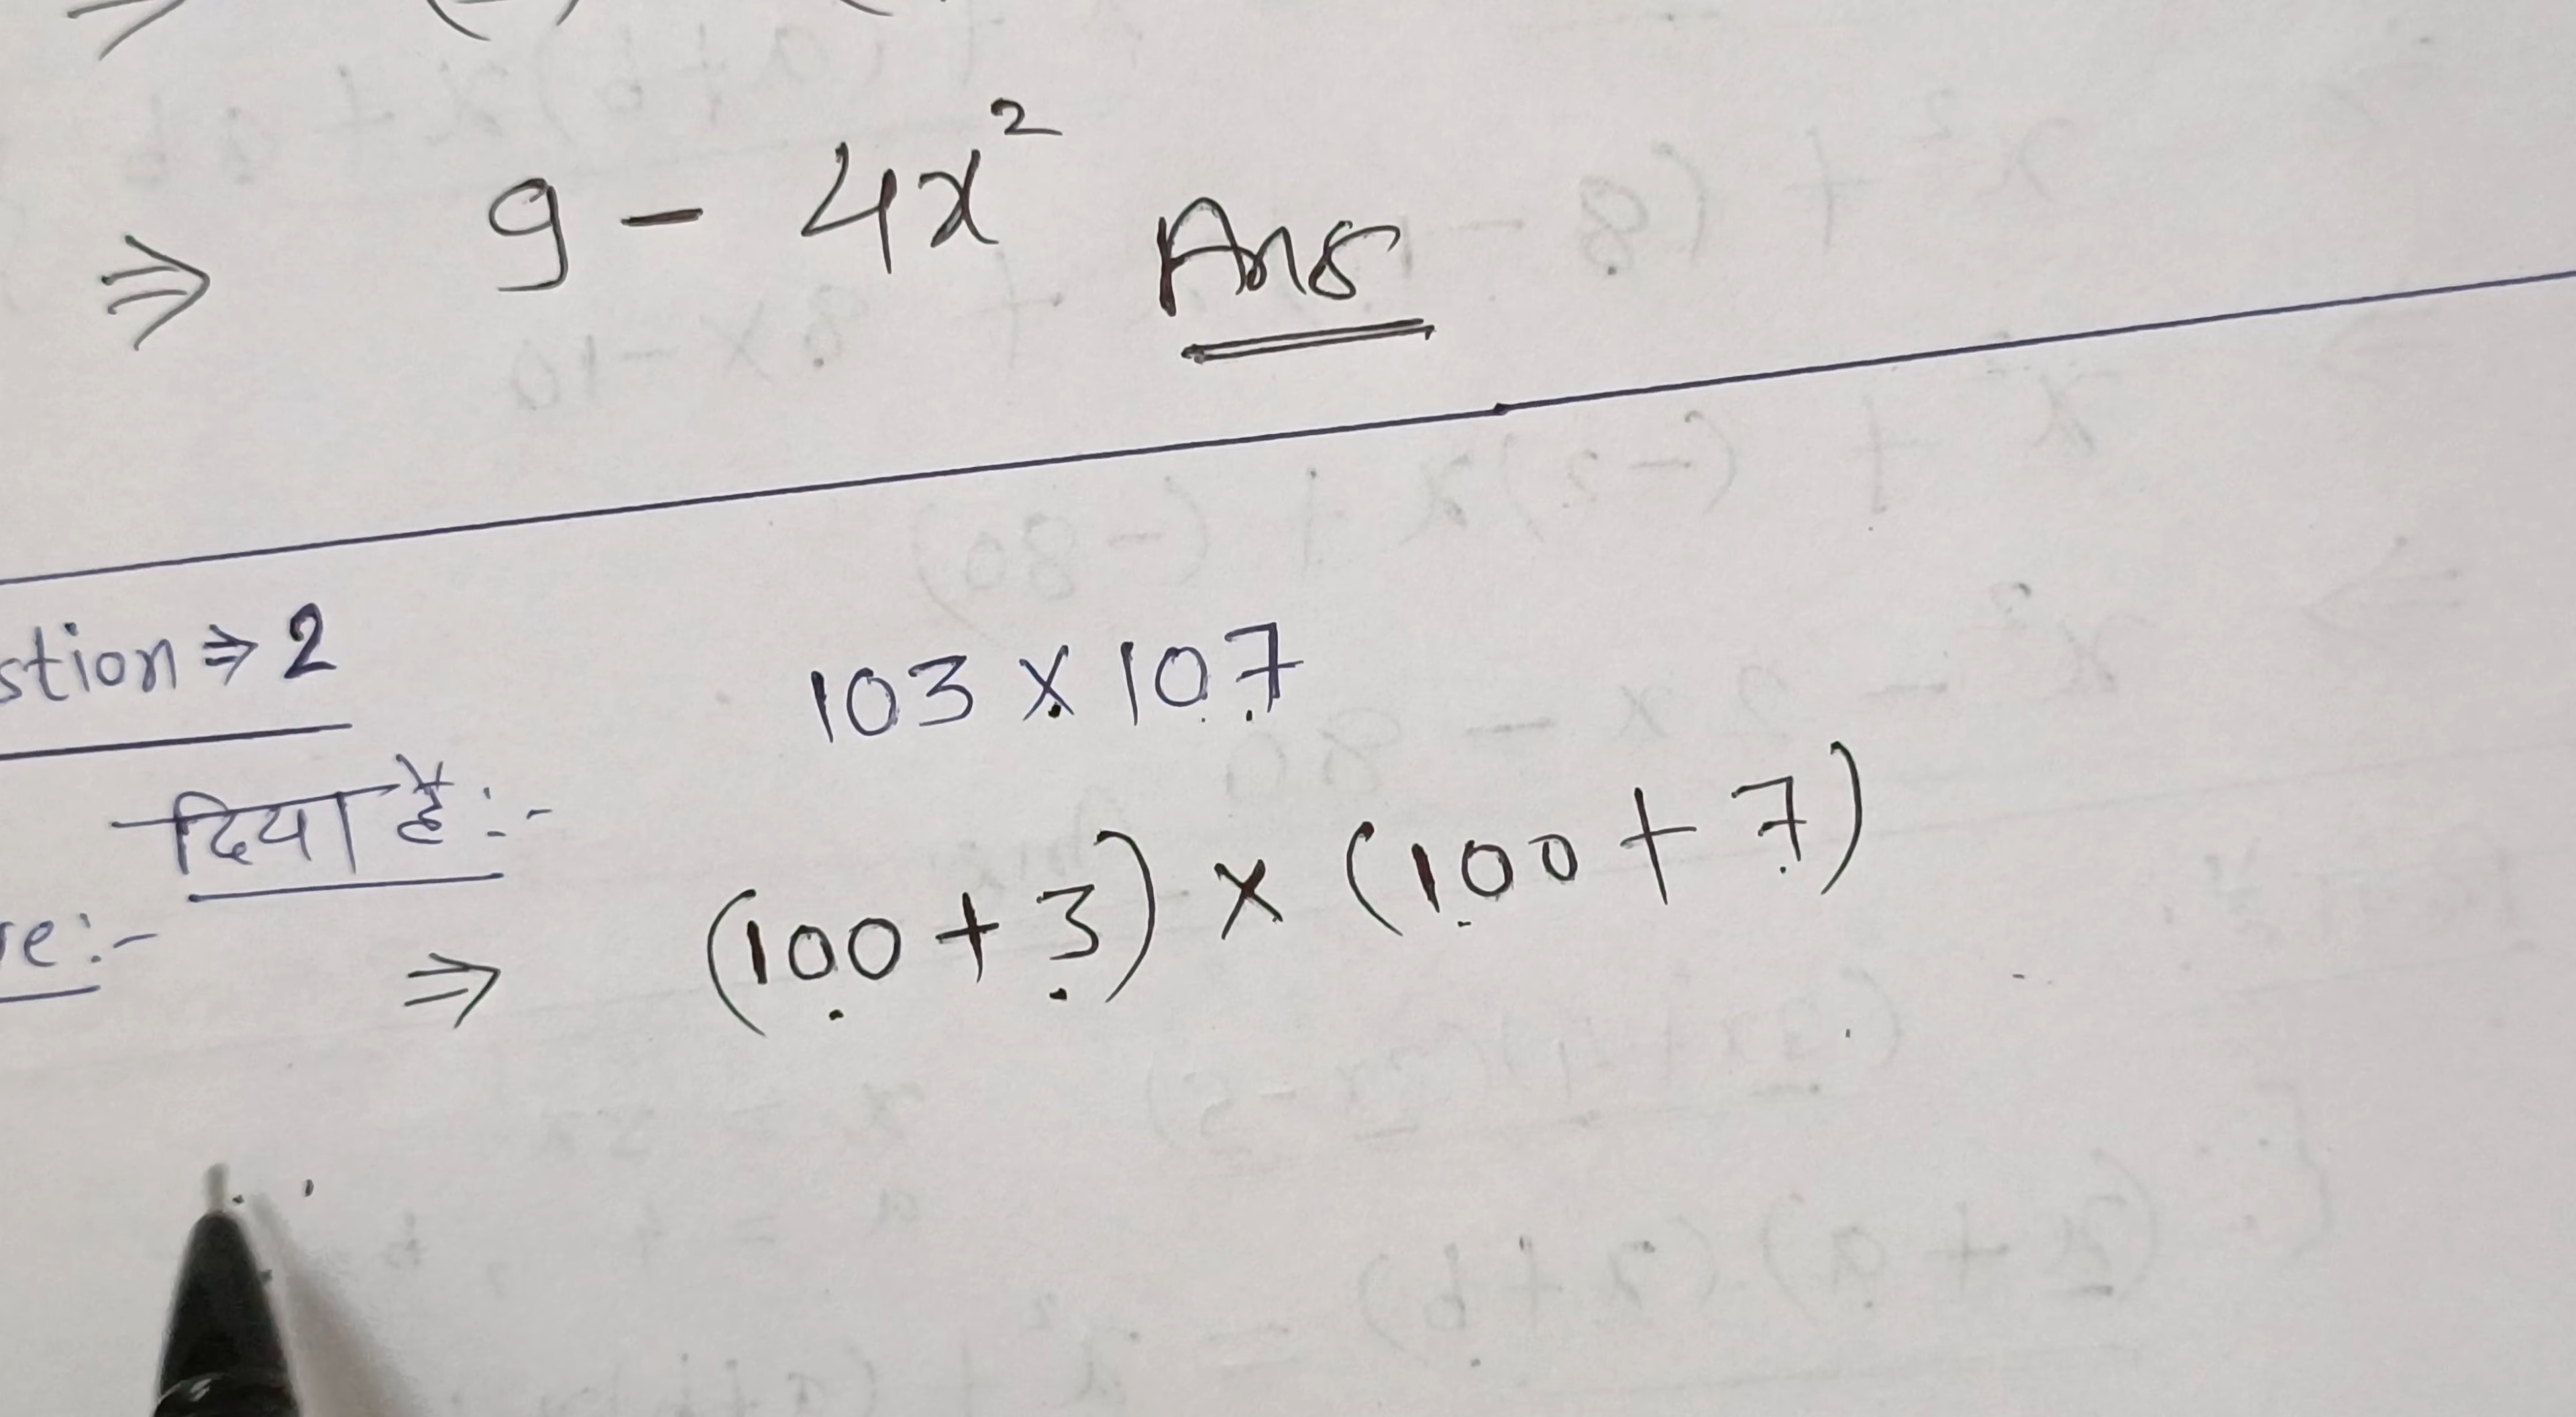 ⇒ 9 - 4x² Ans
stion ⇒ 2 103 × 107
दिया है:-
re:- ⇒ (100 + 3) × (100 + 7)